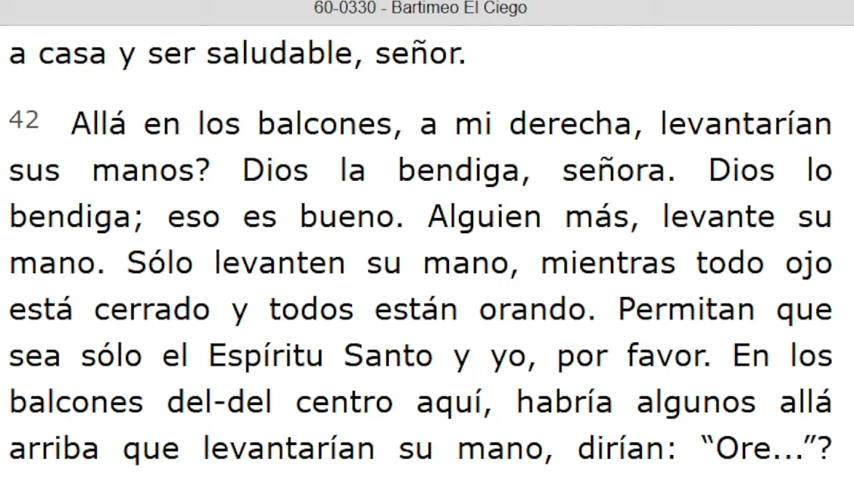 60-0330 - Bartimeo El Ciego
a casa y ser saludable, señor.
42 Allá en los balcones, a mi derecha, levantarían
sus manos? Dios la bendiga, señora. Dios lo
bendiga; eso es bueno. Alguien más, levante su
mano. Sólo levanten su mano, mientras todo ojo
está cerrado y todos están orando. Permitan que
sea sólo el Espíritu Santo y yo, por favor. En los
balcones del-del centro aquí, habría algunos allá
arriba que levantarían su mano, dirían: “Ore...”?